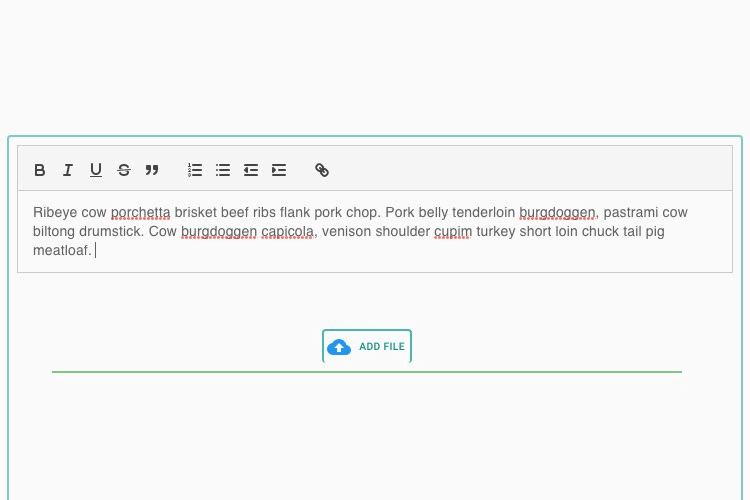 Ribeye cow porchetta brisket beef ribs flank pork chop. Pork belly tenderloin burgdoggen, pastrami cow
biltong drumstick. Cow burgdoggen capicola, venison shoulder cupim turkey short loin chuck tail pig
meatloaf.
ADD FILE